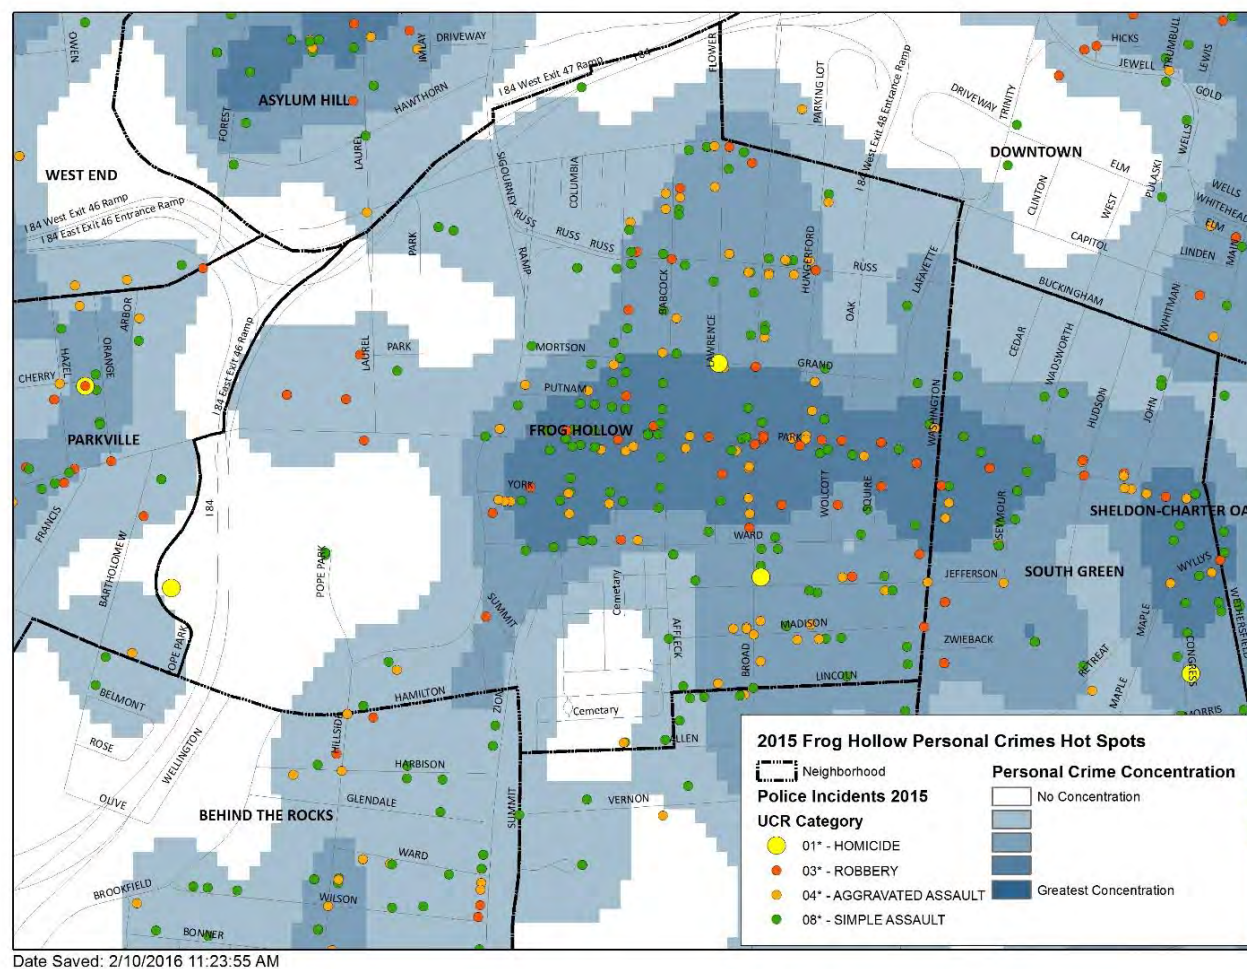 OWEN
IMLAY
DRIVEWAY
FLOWER
HICKS
TRUMBULL
LEWIS
JEWELL
I 84 West Exit 47 Ramp
I 84
PARKING LOT
I 84 West Exit 48 Entrance Ramp
ASYLUM HILL
HAWTHORN
GOLD
DRIVEWAY
TRINITY
FOREST
LAUREL
WELLS
DOWNTOWN
ELM
WEST END
SIGOURNEY
COLUMBIA
PULASKI
CLINTON
WEST
WELLS
WHITEHEAD
I 84 West Exit 46 Ramp
I 84 East Exit 46 Entrance Ramp
RUSS
RUSS
RUSS
ELM
CAPITOL
LINDEN
MAIN
PARK
RAMP
BABCOCK
HUNGERFORD
RUSS
LAFAYETTE
BUCKINGHAM
WHITMAN
ARBOR
OAK
HAZEL
ORANGE
I 84 East Exit 46 Ramp
LAUREL
PARK
MORTSON
LAWRENCE
GRAND
CEDAR
WADSWORTH
CHERRY
PUTNAM
HUDSON
JOHN
PARKVILLE
FROG HOLLOW
PARK
WASHINGTON
YORK
WOLCOTT
SQUIRE
I 84
SEYMOUR
SHELDON-CHARTER OA
FRANCIS
WARD
BARTHOLOMEW
POPE PARK
Cemetary
JEFFERSON
SOUTH GREEN
WYLLYS
SUMMIT
AFFLECK
MADISON
ZWIEBACK
MAPLE
WETHERSFIELD
OPE PARK
BROAD
LINCOLN
RETREAT
CONGRESS
BELMONT
HAMILTON
ZION
MAPLE
Cemetary
MORRIS
ROSE
WELLINGTON
HILLSIDE
ALLEN
HARBISON
OLIVE
GLENDALE
SUMMIT
VERNON
BEHIND THE ROCKS
WARD
BROOKFIELD
WILSON
BONNER
2015 Frog Hollow Personal Crimes Hot Spots
Neighborhood
Personal Crime Concentration
Police Incidents 2015
No Concentration
UCR Category
01* - HOMICIDE
03* - ROBBERY
04* - AGGRAVATED ASSAULT
Greatest Concentration
08* - SIMPLE ASSAULT
Date Saved: 2/10/2016 11:23:55 AM